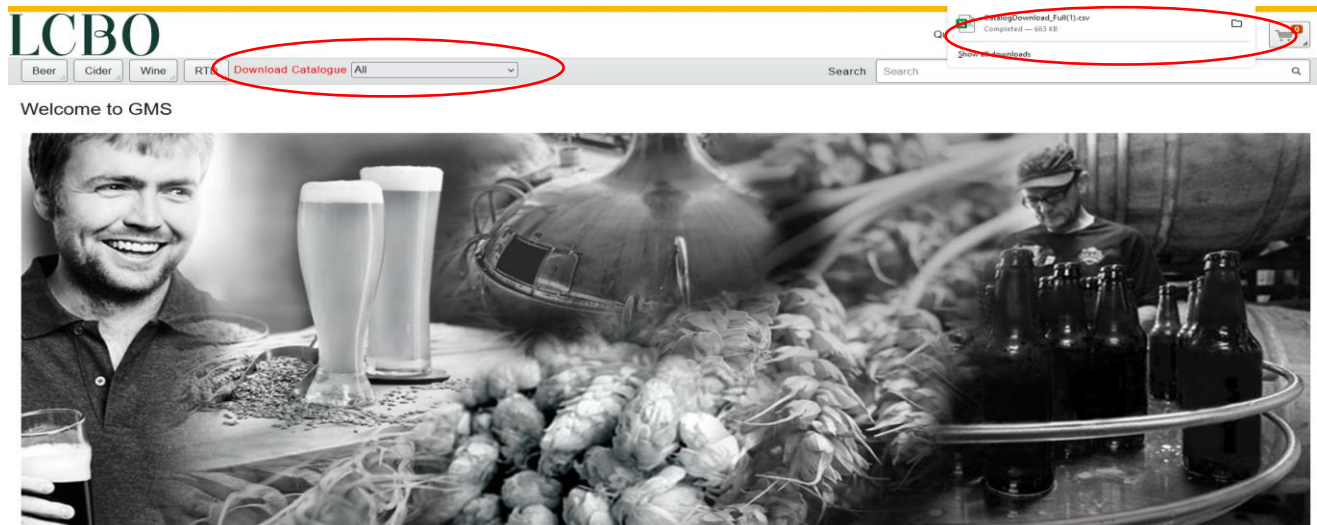 LCBO
CatalogDownload_Full(1).csv
Completed — 663 KB
Show all downloads
0
Beer Cider Wine RTD Download Catalogue All Search Search
Welcome to GMS